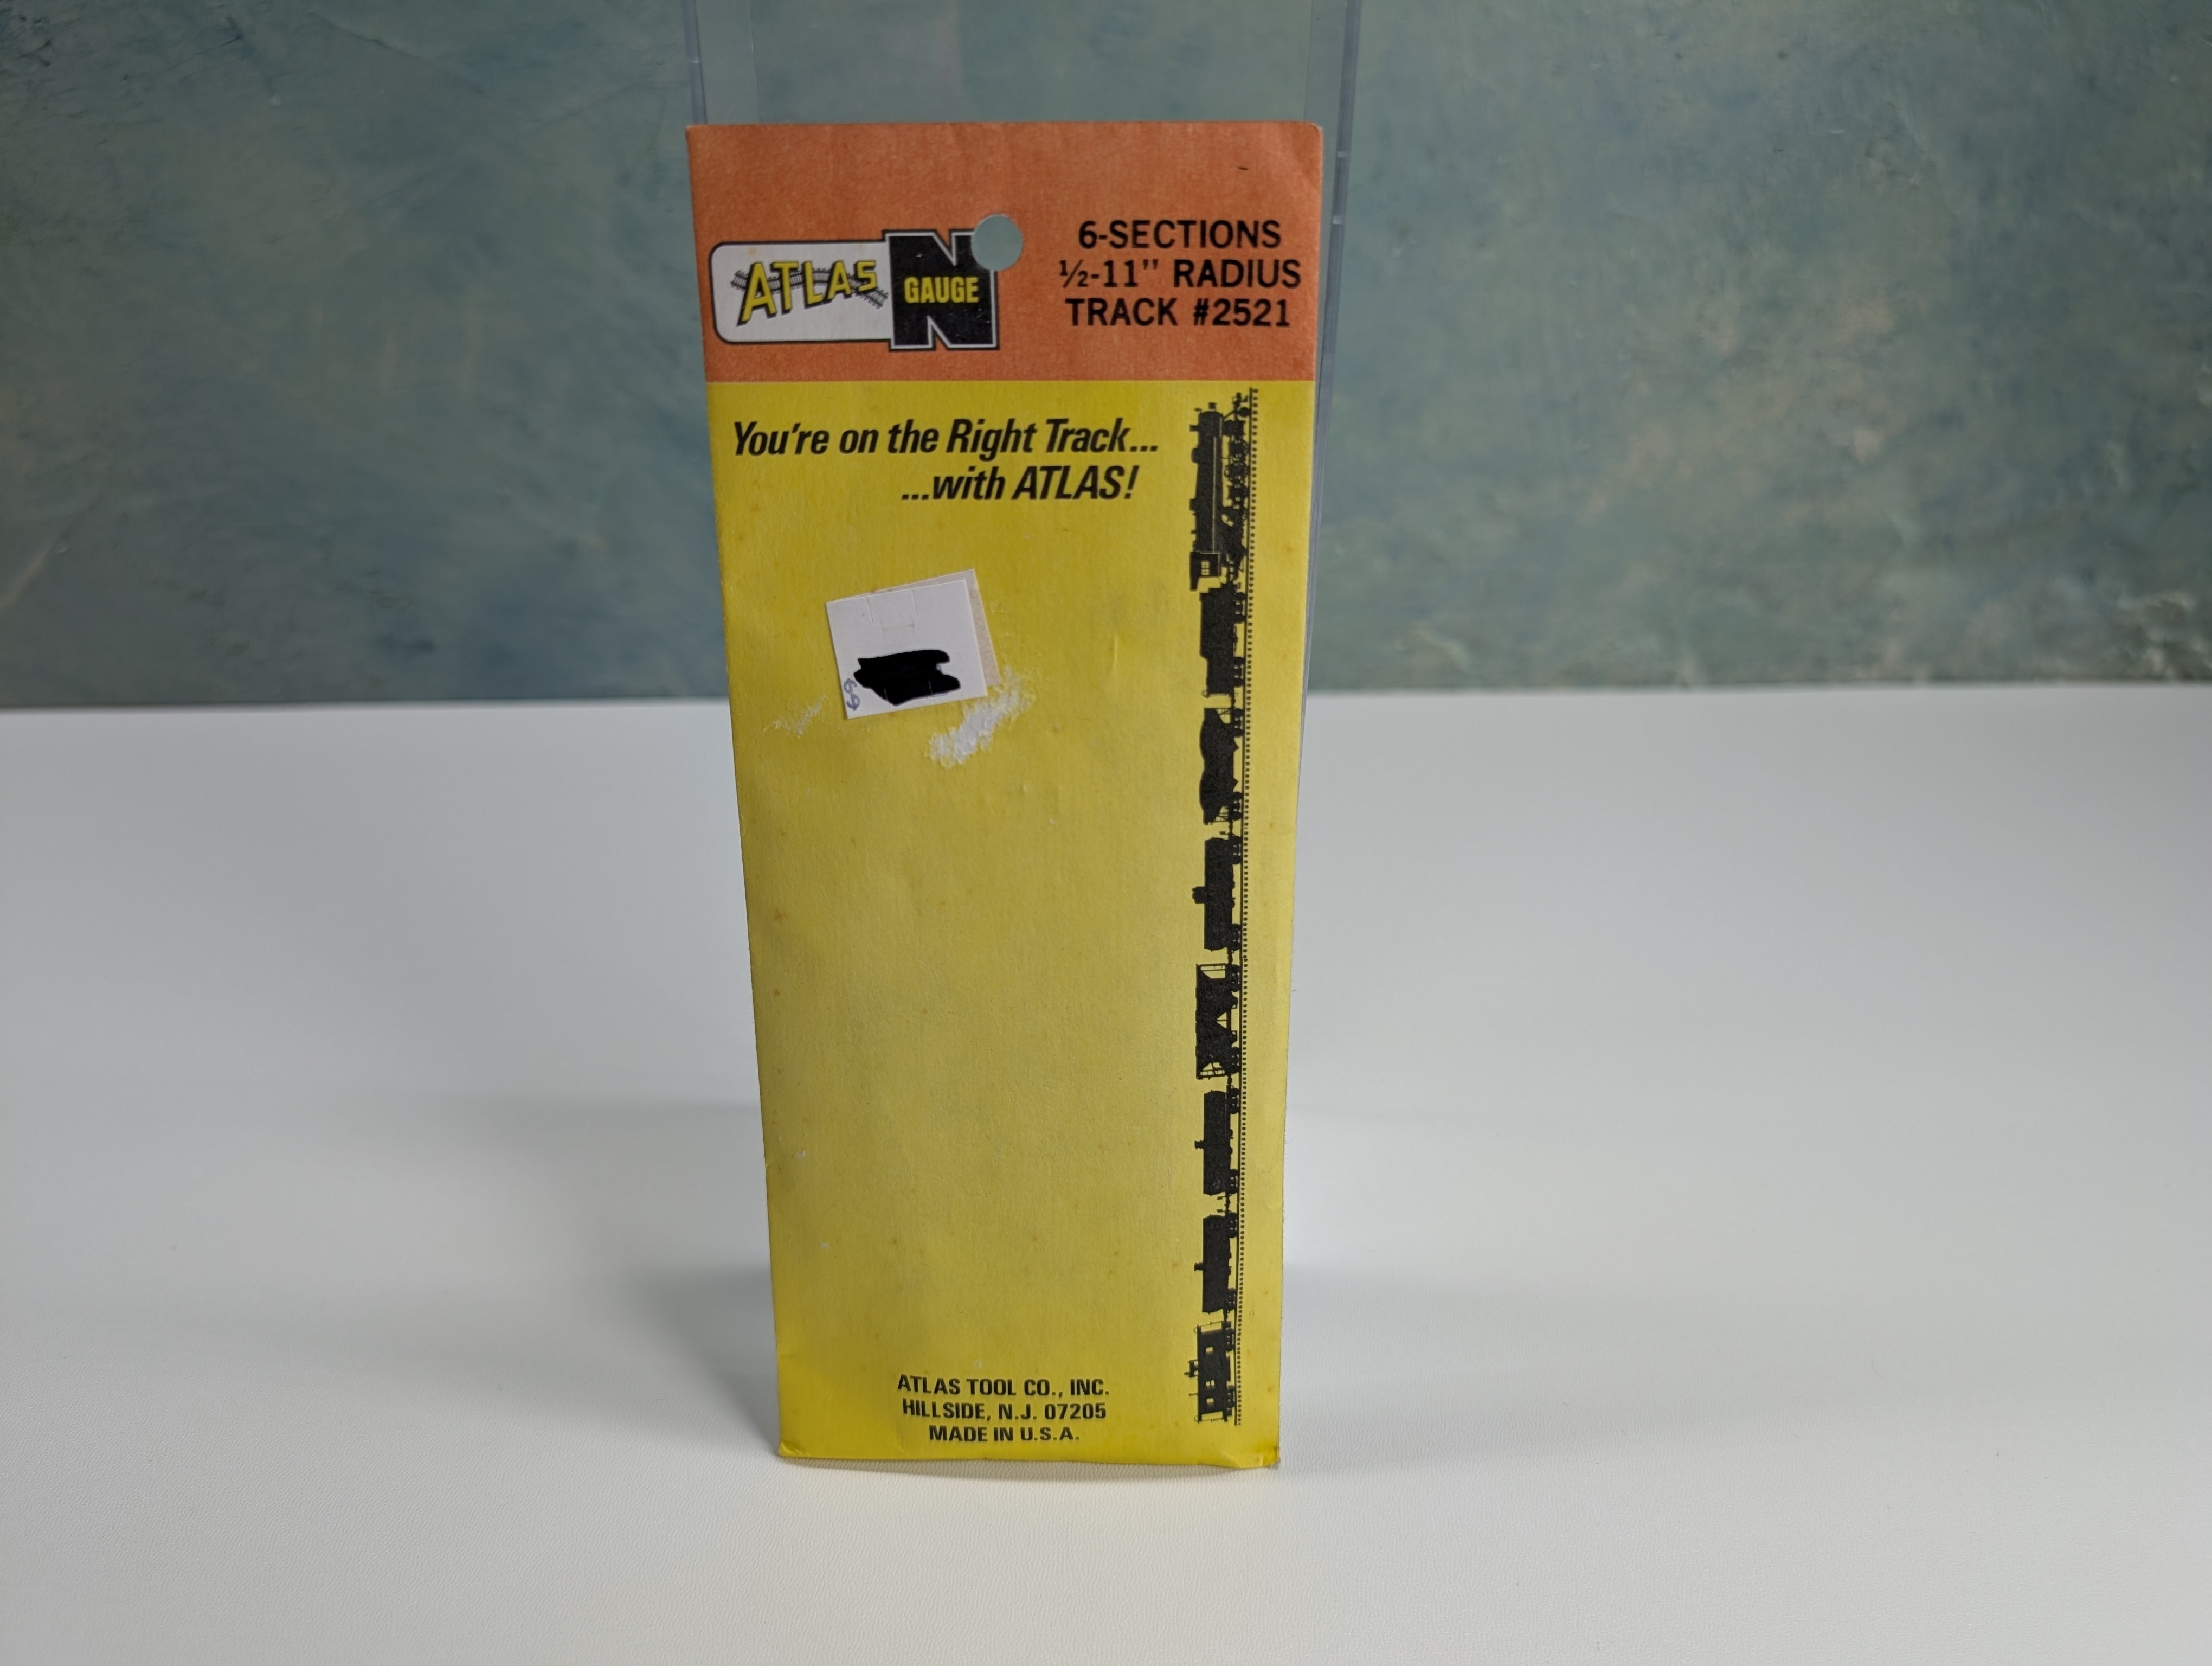 ATLAS
N
GAUGE
6-SECTIONS
½-11" RADIUS
TRACK #2521
You're on the Right Track...
...with ATLAS!
ATLAS TOOL CO., INC.
HILLSIDE, N.J. 07205
MADE IN U.S.A.